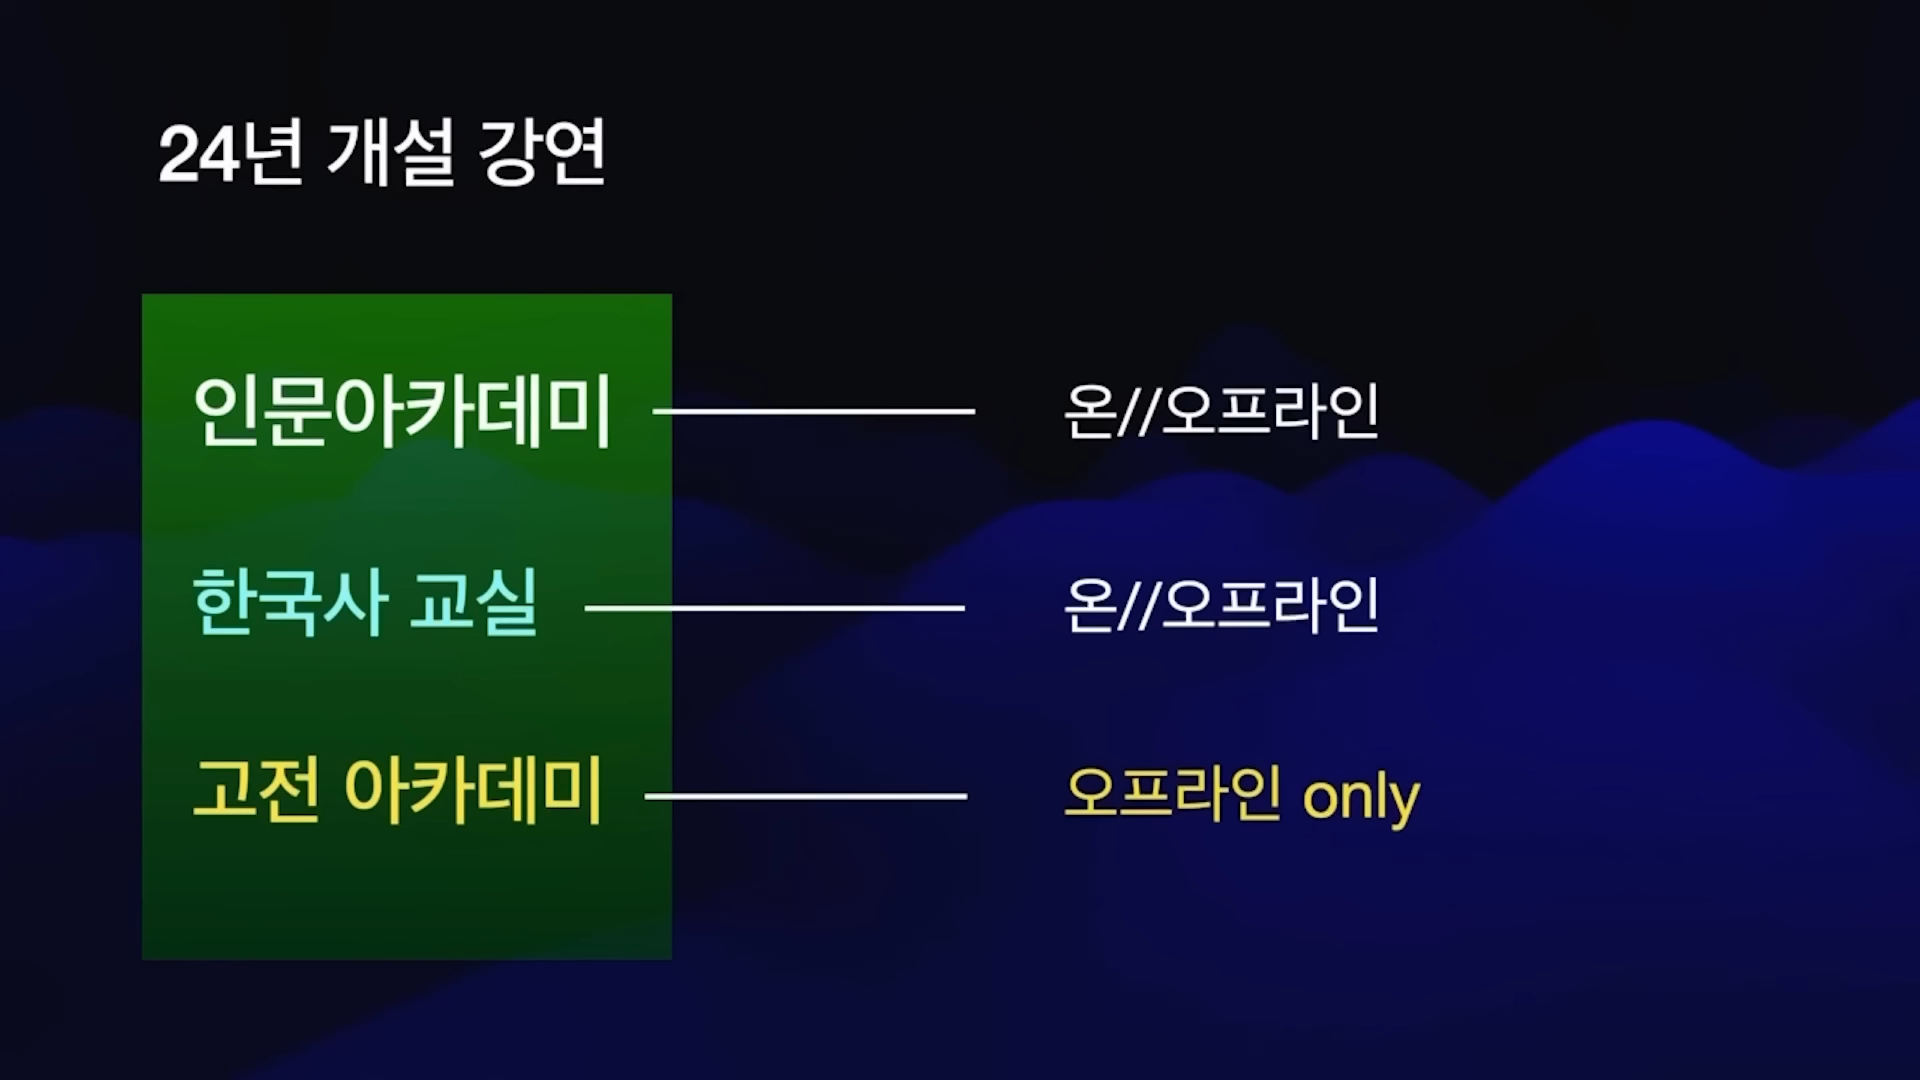 24년 개설 강연
인문아카데미 온//오프라인
한국사 교실 온//오프라인
고전 아카데미 오프라인 only